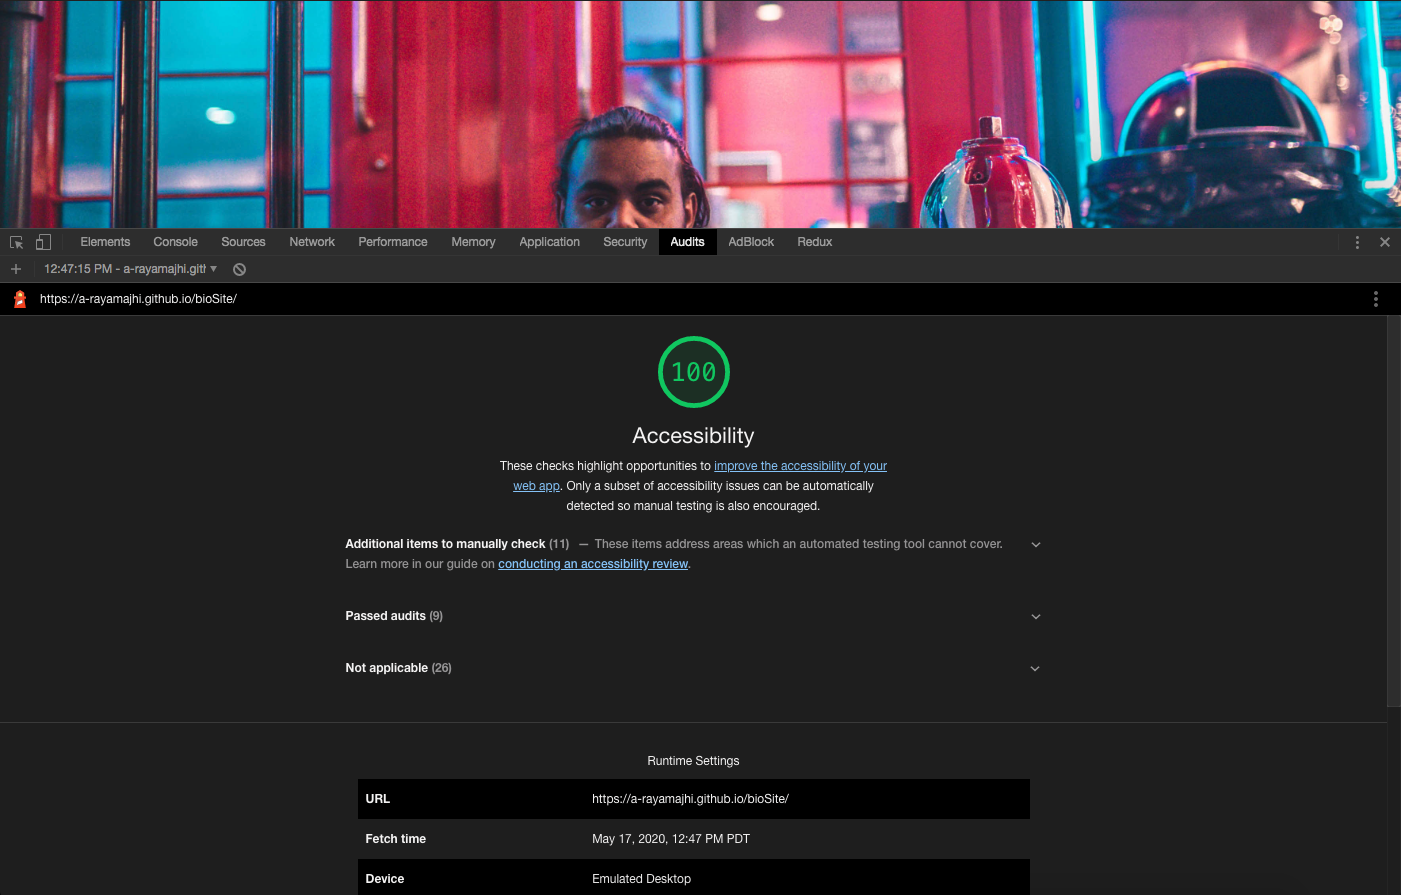 Elements Console Sources Network Performance Memory Application Security Audits AdBlock Redux
12:47:15 PM - a-rayamajhi.gith
https://a-rayamajhi.github.io/bioSite/
100
Accessibility
These checks highlight opportunities to improve the accessibility of your
web app. Only a subset of accessibility issues can be automatically
detected so manual testing is also encouraged.
Additional items to manually check (11) — These items address areas which an automated testing tool cannot cover.
Learn more in our guide on conducting an accessibility review.
Passed audits (9)
Not applicable (26)
Runtime Settings
URL https://a-rayamajhi.github.io/bioSite/
Fetch time May 17, 2020, 12:47 PM PDT
Device Emulated Desktop